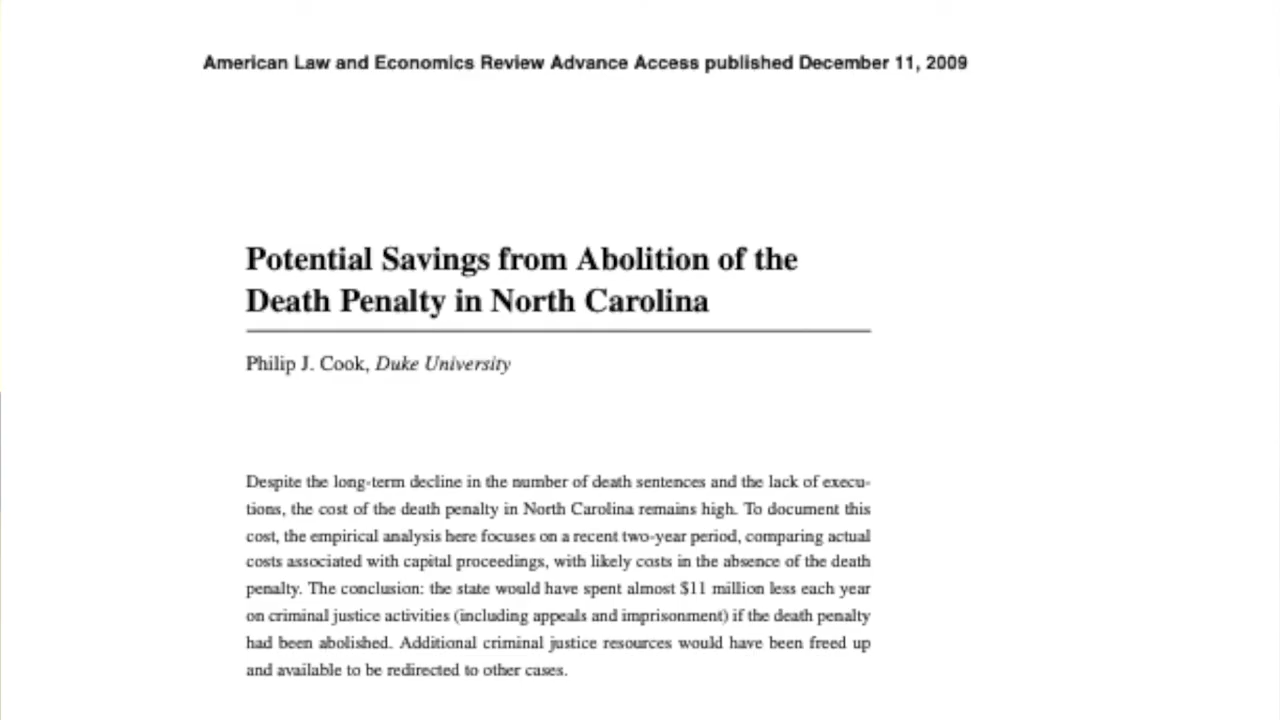 American Law and Economics Review Advance Access published December 11, 2009
Potential Savings from Abolition of the
Death Penalty in North Carolina
Philip J. Cook, Duke University
Despite the long-term decline in the number of death sentences and the lack of execu-
tions, the cost of the death penalty in North Carolina remains high. To document this
cost, the empirical analysis here focuses on a recent two-year period, comparing actual
costs associated with capital proceedings, with likely costs in the absence of the death
penalty. The conclusion: the state would have spent almost $11 million less each year
on criminal justice activities (including appeals and imprisonment) if the death penalty
had been abolished. Additional criminal justice resources would have been freed up
and available to be redirected to other cases.